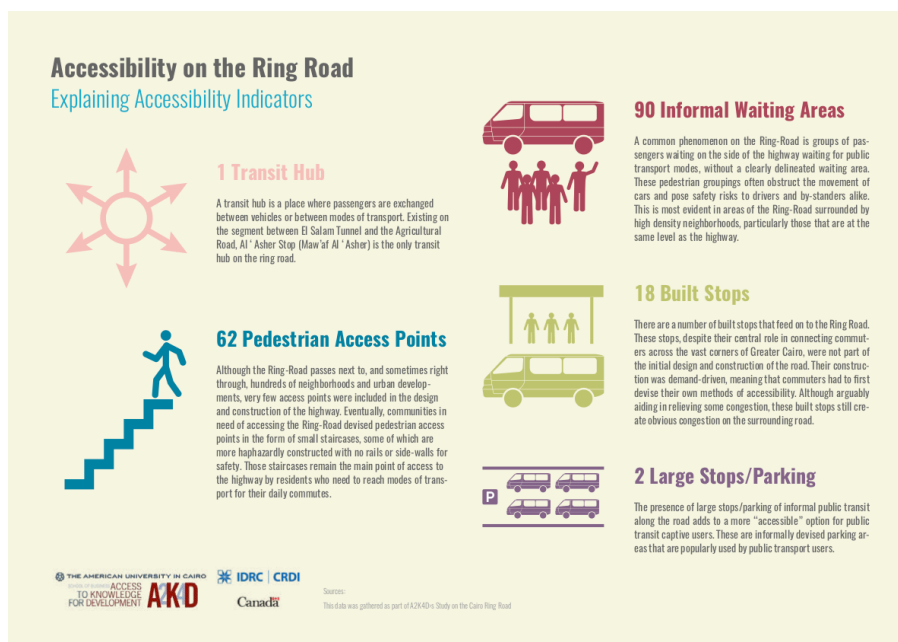 Accessibility on the Ring Road
Explaining Accessibility Indicators
1 Transit Hub
A transit hub is a place where passengers are exchanged
between vehicles or between modes of transport. Existing on
the segment between El Salam Tunnel and the Agricultural
Road, Al ‘ Asher Stop (Maw’af Al ‘ Asher) is the only transit
hub on the ring road.
62 Pedestrian Access Points
Although the Ring-Road passes next to, and sometimes right
through, hundreds of neighborhoods and urban develop-
ments, very few access points were included in the design
and construction of the highway. Eventually, communities in
need of accessing the Ring-Road devised pedestrian access
points in the form of small staircases, some of which are
more haphazardly constructed with no rails or side-walls for
safety. Those staircases remain the main point of access to
the highway by residents who need to reach modes of trans-
port for their daily commutes.
90 Informal Waiting Areas
A common phenomenon on the Ring-Road is groups of pas-
sengers waiting on the side of the highway waiting for public
transport modes, without a clearly delineated waiting area.
These pedestrian groupings often obstruct the movement of
cars and pose safety risks to drivers and by-standers alike.
This is most evident in areas of the Ring-Road surrounded by
high density neighborhoods, particularly those that are at the
same level as the highway.
18 Built Stops
There are a number of built stops that feed on to the Ring Road.
These stops, despite their central role in connecting commut-
ers across the vast corners of Greater Cairo, were not part of
the initial design and construction of the road. Their construc-
tion was demand-driven, meaning that commuters had to first
devise their own methods of accessibility. Although arguably
aiding in relieving some congestion, these built stops still cre-
ate obvious congestion on the surrounding road.
P
2 Large Stops/Parking
The presence of large stops/parking of informal public transit
along the road adds to a more “accessible” option for public
transit captive users. These are informally devised parking ar-
eas that are popularly used by public transport users.
THE AMERICAN UNIVERSITY IN CAIRO
SCHOOL OF BUSINESS ACCESS
TO KNOWLEDGE
FOR DEVELOPMENT
A2K4D
IDRC | CRDI
Canada
Sources:
This data was gathered as part of A2K4D›s Study on the Cairo Ring Road